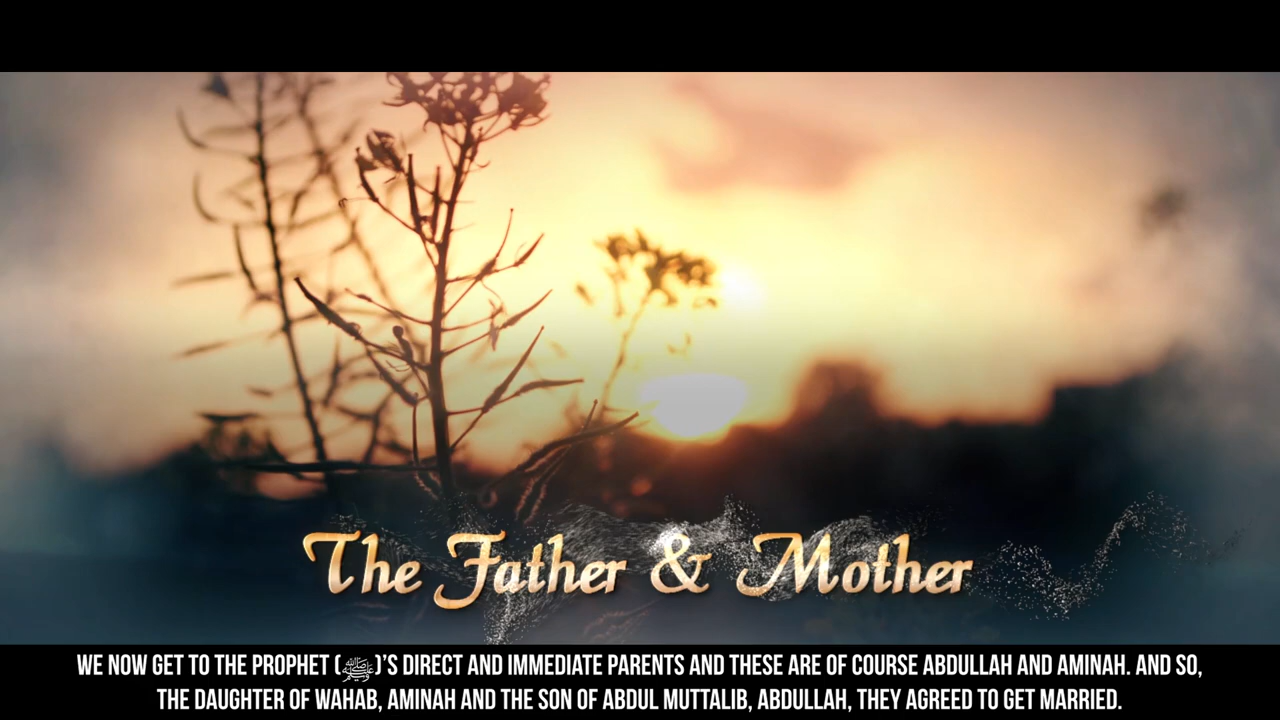 The Father & Mother
WE NOW GET TO THE PROPHET (ﷺ)'S DIRECT AND IMMEDIATE PARENTS AND THESE ARE OF COURSE ABDULLAH AND AMINAH. AND SO,
THE DAUGHTER OF WAHAB, AMINAH AND THE SON OF ABDUL MUTTALIB, ABDULLAH, THEY AGREED TO GET MARRIED.